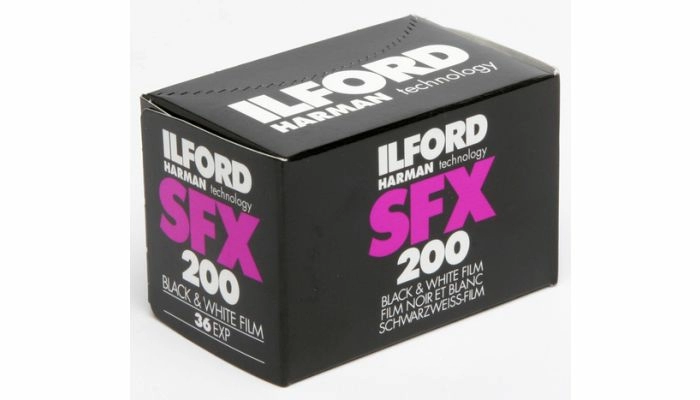 ILFORD
HARMAN technology
ILFORD
HARMAN technology
SFX
200
BLACK & WHITE FILM
36 EXP
ILFORD
HARMAN technology
SFX
200
BLACK & WHITE FILM
FILM NOIR ET BLANC
SCHWARZWEISS-FILM